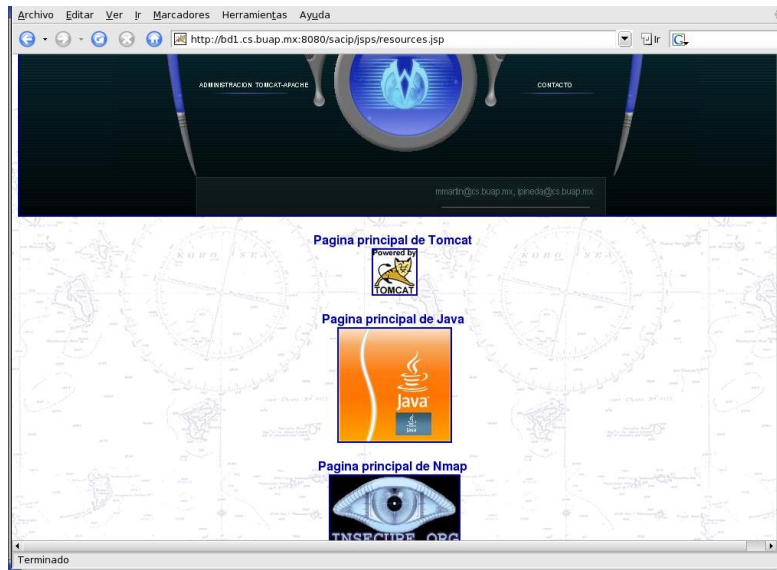 Archivo Editar Ver Ir Marcadores Herramientas Ayuda
http://bd1.cs.buap.mx:8080/sacip/jsps/resources.jsp
Ir
ADMINISTRACION TOMCAT-APACHE
CONTACTO
mmartin@cs.buap.mx, ipineda@cs.buap.mx
Pagina principal de Tomcat
Powered by
TOMCAT
Pagina principal de Java
Java
Java
Pagina principal de Nmap
INSECURE.ORG
Terminado